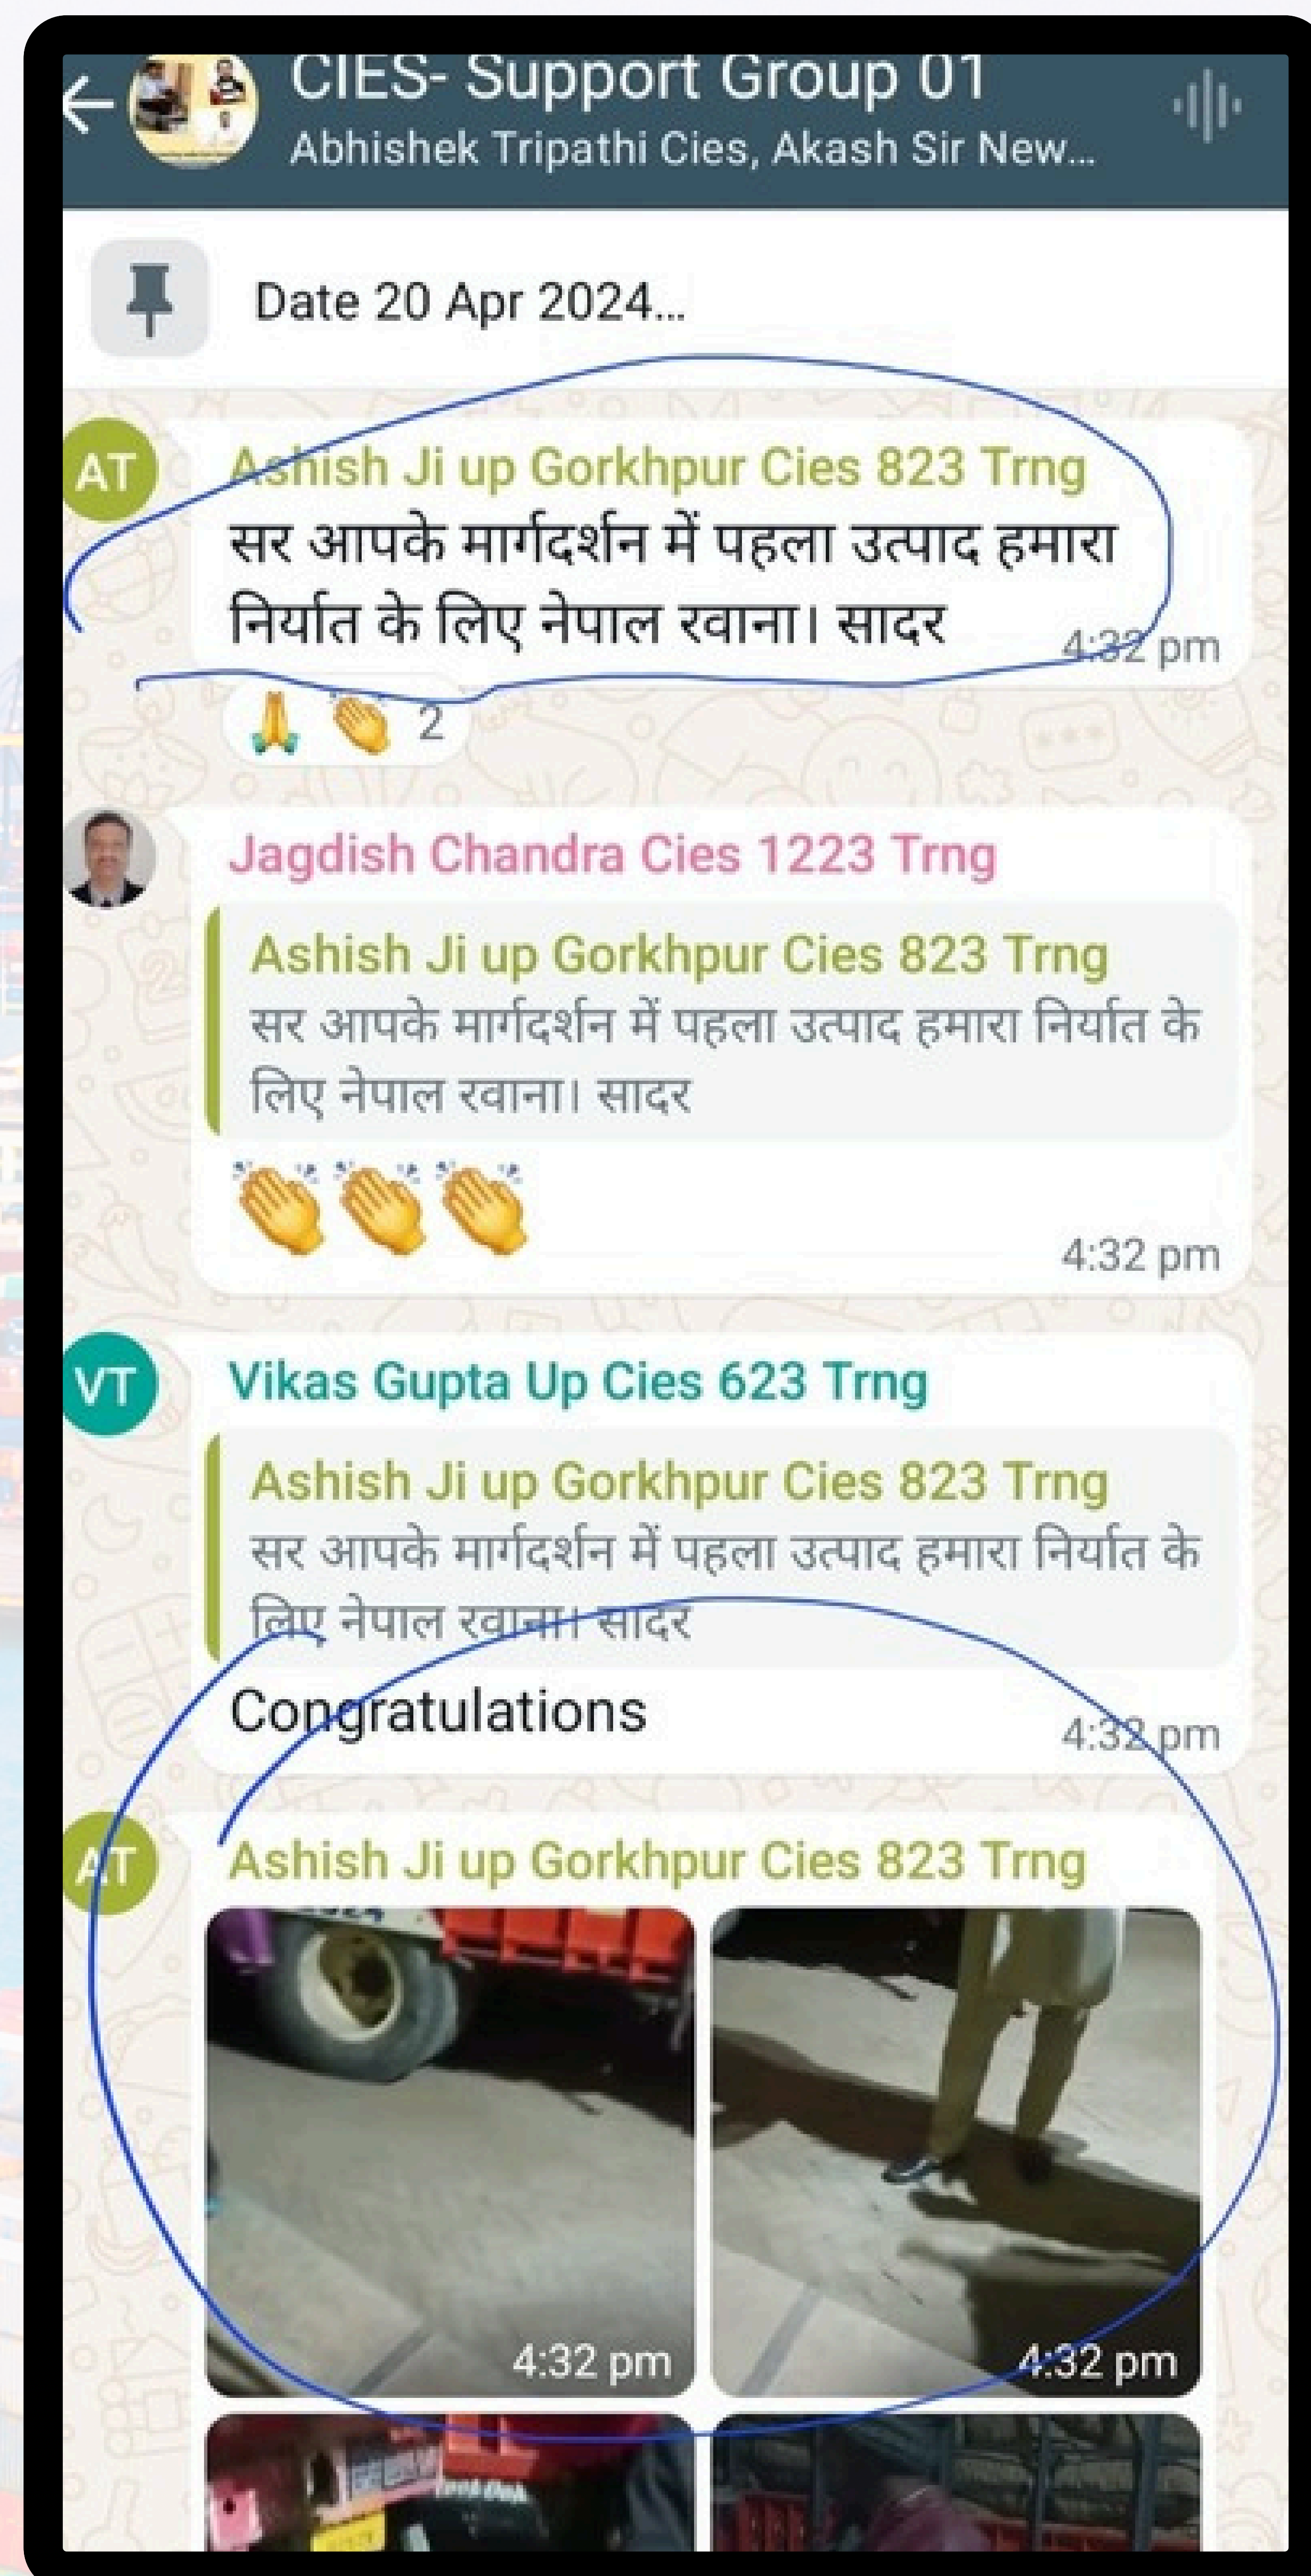 CIES- Support Group 01
Abhishek Tripathi Cies, Akash Sir New...
Date 20 Apr 2024...
AT
Ashish Ji up Gorkhpur Cies 823 Trng
सर आपके मार्गदर्शन में पहला उत्पाद हमारा
निर्यात के लिए नेपाल रवाना। सादर
4:32 pm
🙏 👏 2
Jagdish Chandra Cies 1223 Trng
Ashish Ji up Gorkhpur Cies 823 Trng
सर आपके मार्गदर्शन में पहला उत्पाद हमारा निर्यात के
लिए नेपाल रवाना। सादर
👏👏👏
4:32 pm
VT
Vikas Gupta Up Cies 623 Trng
Ashish Ji up Gorkhpur Cies 823 Trng
सर आपके मार्गदर्शन में पहला उत्पाद हमारा निर्यात के
लिए नेपाल रवाना। सादर
Congratulations
4:32 pm
AT
Ashish Ji up Gorkhpur Cies 823 Trng
4:32 pm
4:32 pm